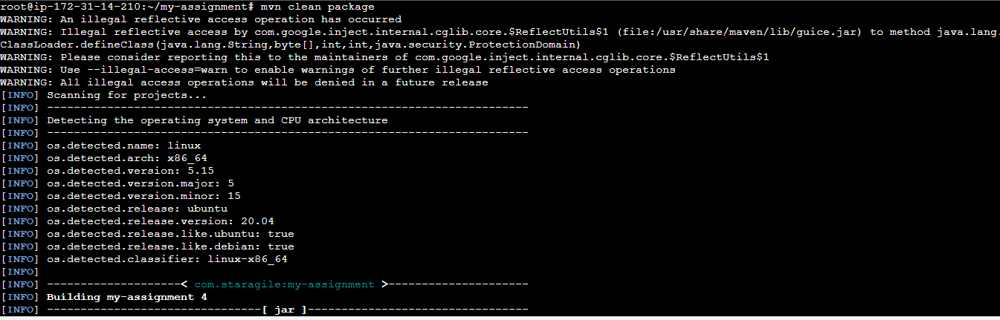 root@ip-172-31-14-210:~/my-assignment# mvn clean package
WARNING: An illegal reflective access operation has occurred
WARNING: Illegal reflective access by com.google.inject.internal.cglib.core.$ReflectUtils$1 (file:/usr/share/maven/lib/guice.jar) to method java.lang.
ClassLoader.defineClass(java.lang.String,byte[],int,int,java.security.ProtectionDomain)
WARNING: Please consider reporting this to the maintainers of com.google.inject.internal.cglib.core.$ReflectUtils$1
WARNING: Use --illegal-access=warn to enable warnings of further illegal reflective access operations
WARNING: All illegal access operations will be denied in a future release
[INFO] Scanning for projects...
[INFO] ------------------------------------------------------------------------
[INFO] Detecting the operating system and CPU architecture
[INFO] ------------------------------------------------------------------------
[INFO] os.detected.name: linux
[INFO] os.detected.arch: x86_64
[INFO] os.detected.version: 5.15
[INFO] os.detected.version.major: 5
[INFO] os.detected.version.minor: 15
[INFO] os.detected.release: ubuntu
[INFO] os.detected.release.version: 20.04
[INFO] os.detected.release.like.ubuntu: true
[INFO] os.detected.release.like.debian: true
[INFO] os.detected.classifier: linux-x86_64
[INFO]
[INFO] --------------------< com.staragile:my-assignment >---------------------
[INFO] Building my-assignment 4
[INFO] --------------------------------[ jar ]---------------------------------